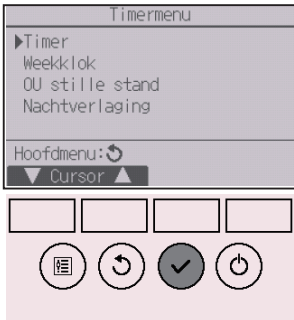 Timermenu
▶Timer
Weekklok
OU stille stand
Nachtverlaging
Hoofdmenu:
▼ Cursor ▲